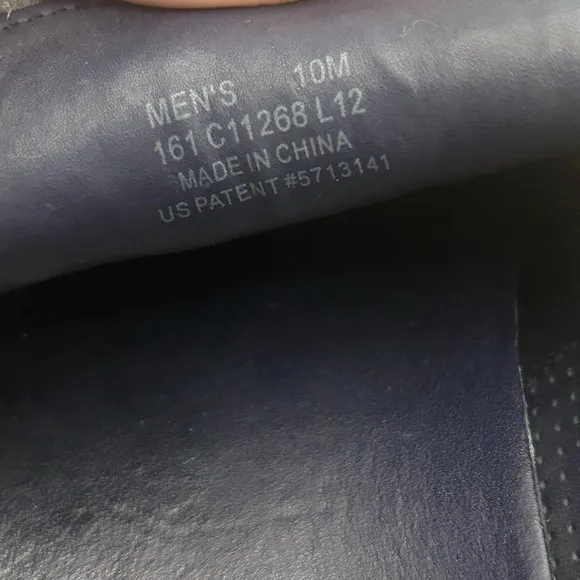 MEN'S 10M
161 C11268 L12
MADE IN CHINA
US PATENT #5713141